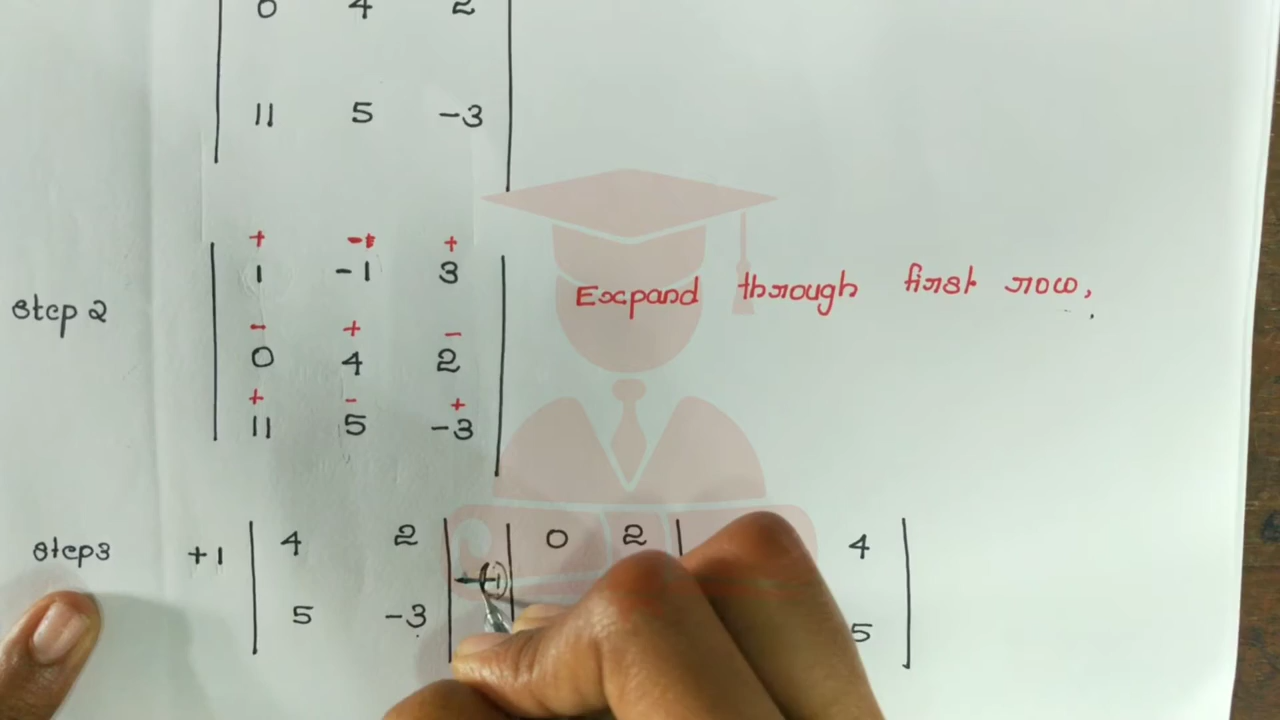 0 4 2
11 5 -3
+ - +
1 -1 3
step 2
Expand through first row,
- + -
0 4 2
+ - +
11 5 -3
step3 +1 4 2 -(-1) 0 2 4
5 -3 5